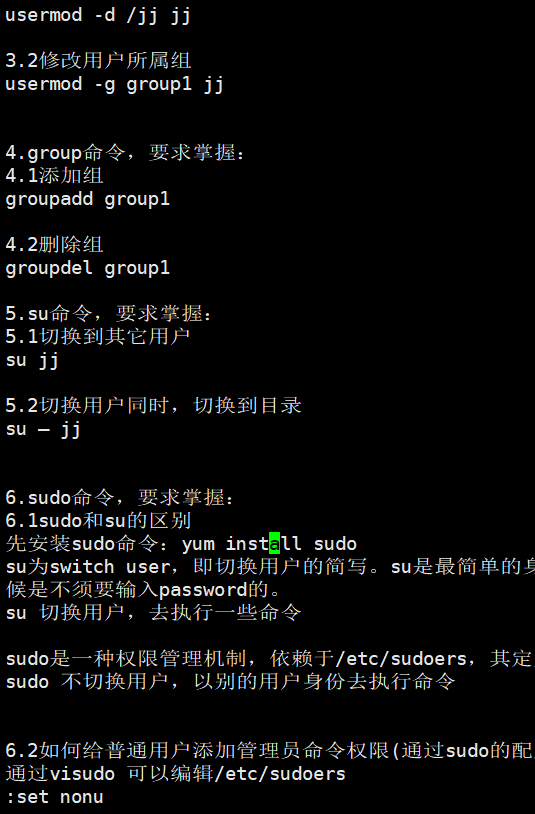 usermod -d /jj jj
3.2修改用户所属组
usermod -g group1 jj
4.group命令，要求掌握：
4.1添加组
groupadd group1
4.2删除组
groupdel group1
5.su命令，要求掌握：
5.1切换到其它用户
su jj
5.2切换用户同时，切换到目录
su – jj
6.sudo命令，要求掌握：
6.1sudo和su的区别
先安装sudo命令：yum install sudo
su为switch user，即切换用户的简写。su是最简单的身
候是不须要输入password的。
su 切换用户，去执行一些命令
sudo是一种权限管理机制，依赖于/etc/sudoers，其定
sudo 不切换用户，以别的用户身份去执行命令
6.2如何给普通用户添加管理员命令权限(通过sudo的配
通过visudo 可以编辑/etc/sudoers
:set nonu